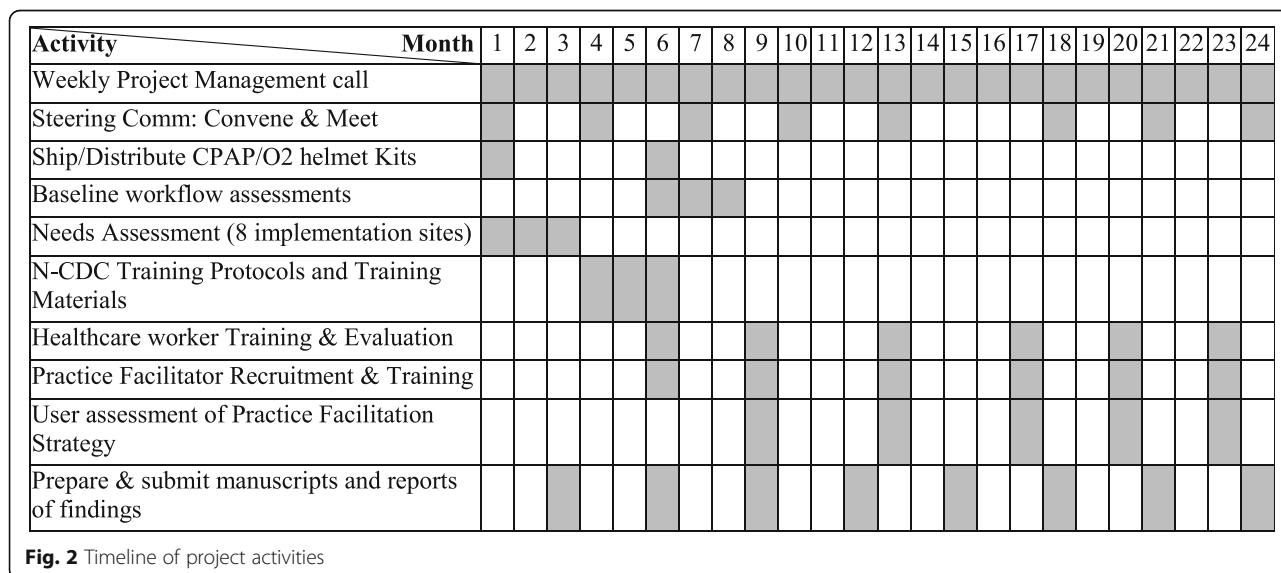 Activity Month 1 2 3 4 5 6 7 8 9 10 11 12 13 14 15 16 17 18 19 20 21 22 23 24
Weekly Project Management call
Steering Comm: Convene & Meet
Ship/Distribute CPAP/O2 helmet Kits
Baseline workflow assessments
Needs Assessment (8 implementation sites)
N-CDC Training Protocols and Training
Materials
Healthcare worker Training & Evaluation
Practice Facilitator Recruitment & Training
User assessment of Practice Facilitation
Strategy
Prepare & submit manuscripts and reports
of findings
Fig. 2 Timeline of project activities